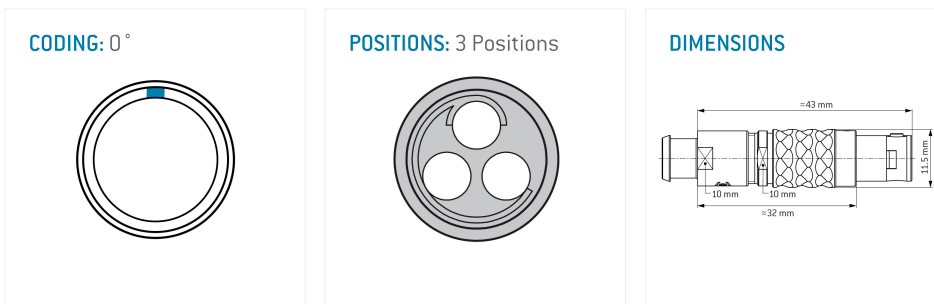 CODING: 0°
POSITIONS: 3 Positions
DIMENSIONS
≈43 mm
11.5 mm
10 mm
10 mm
≈32 mm